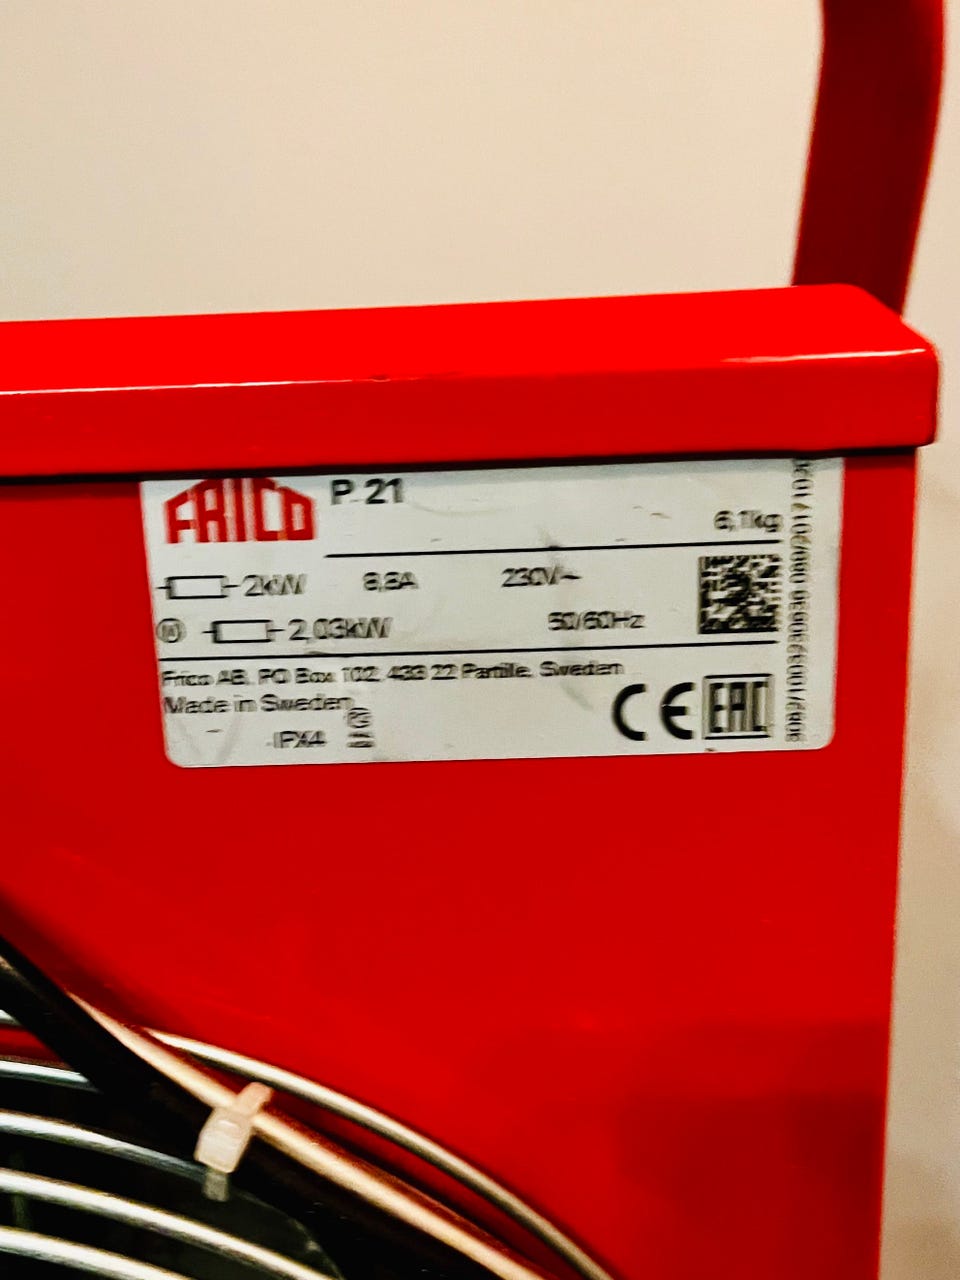 FRICO P 21
6,1kg
2kW 8,8A 230V~
M 2,03kW 50/60Hz
Frico AB, PO Box 102, 433 22 Partille, Sweden
Made in Sweden
IPX4
CE EAC